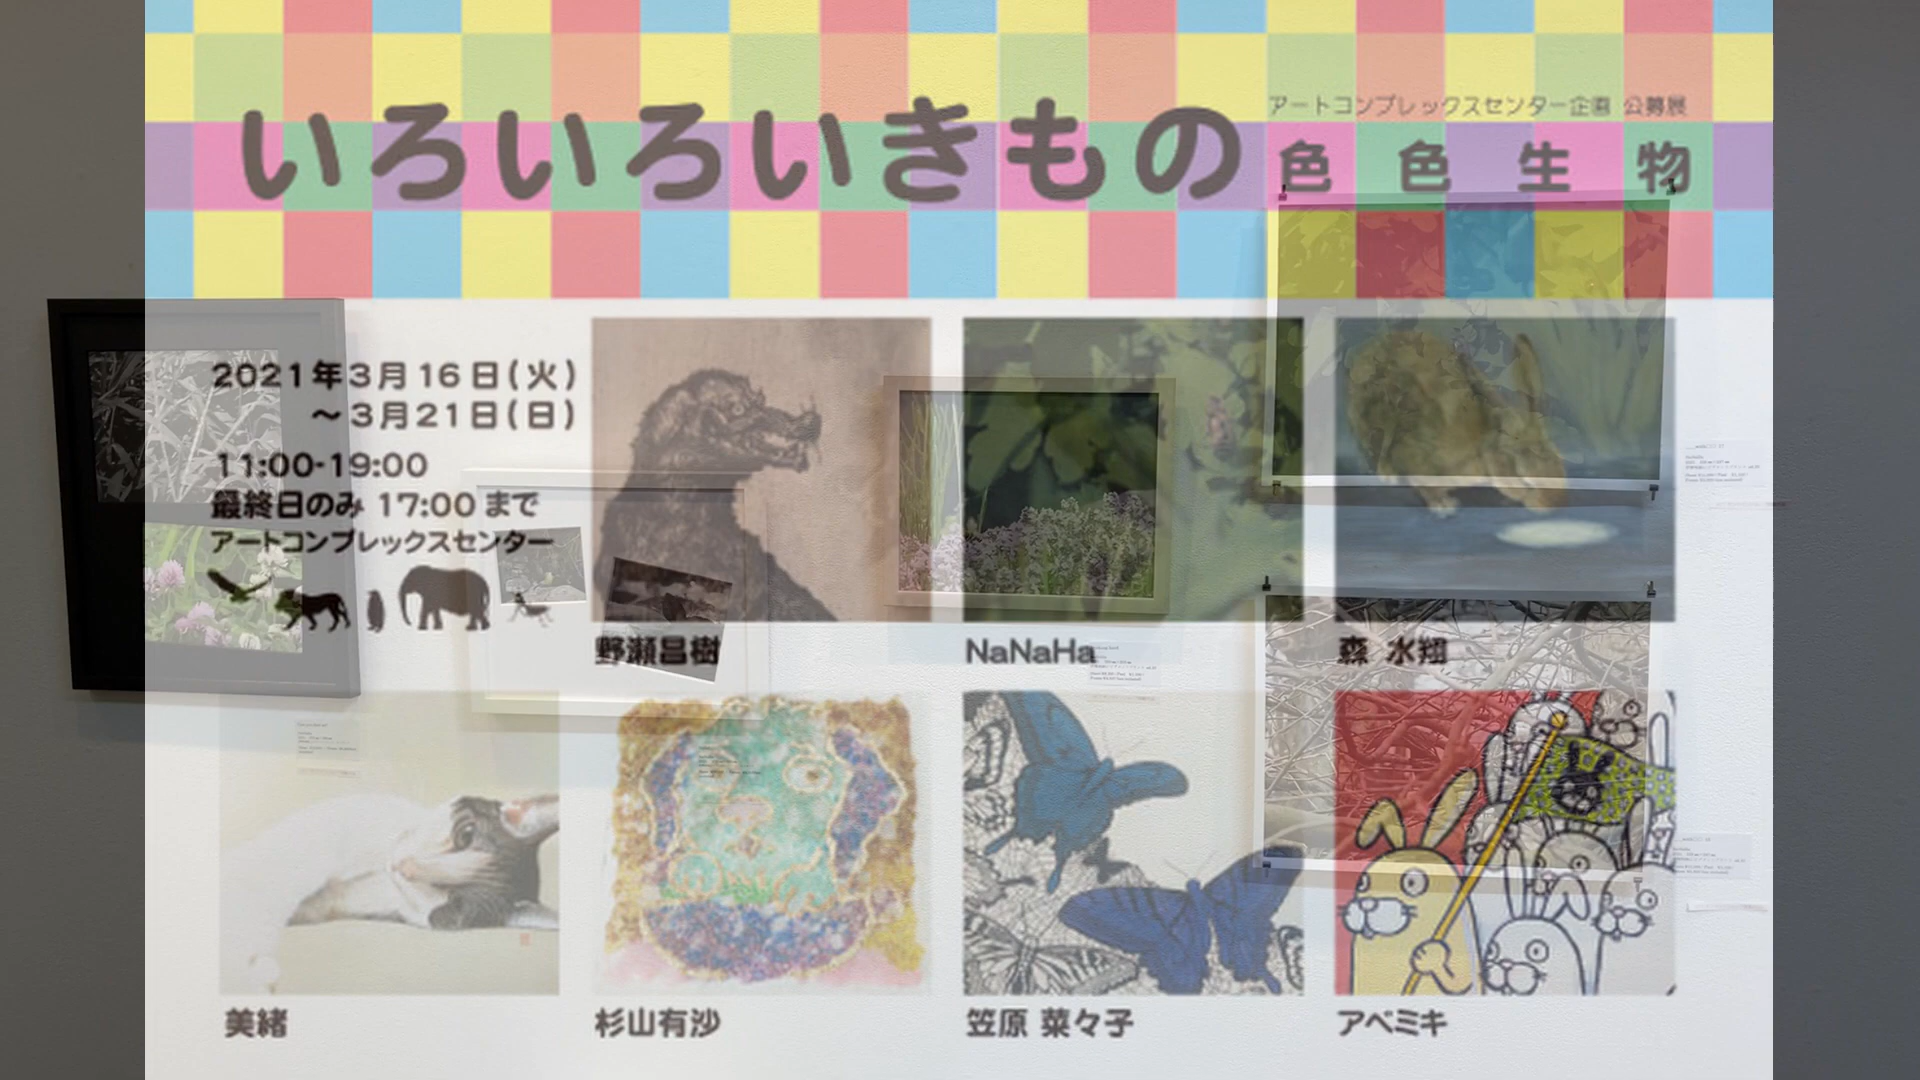 いろいろいきもの
アートコンプレックスセンター企画 公募展
色色生物
2021年3月16日(火)
～3月21日(日)
11:00-19:00
最終日のみ 17:00まで
アートコンプレックスセンター
野瀬昌樹
NaNaHa
森 水翔
美緒
杉山有沙
笠原 菜々子
アベミキ